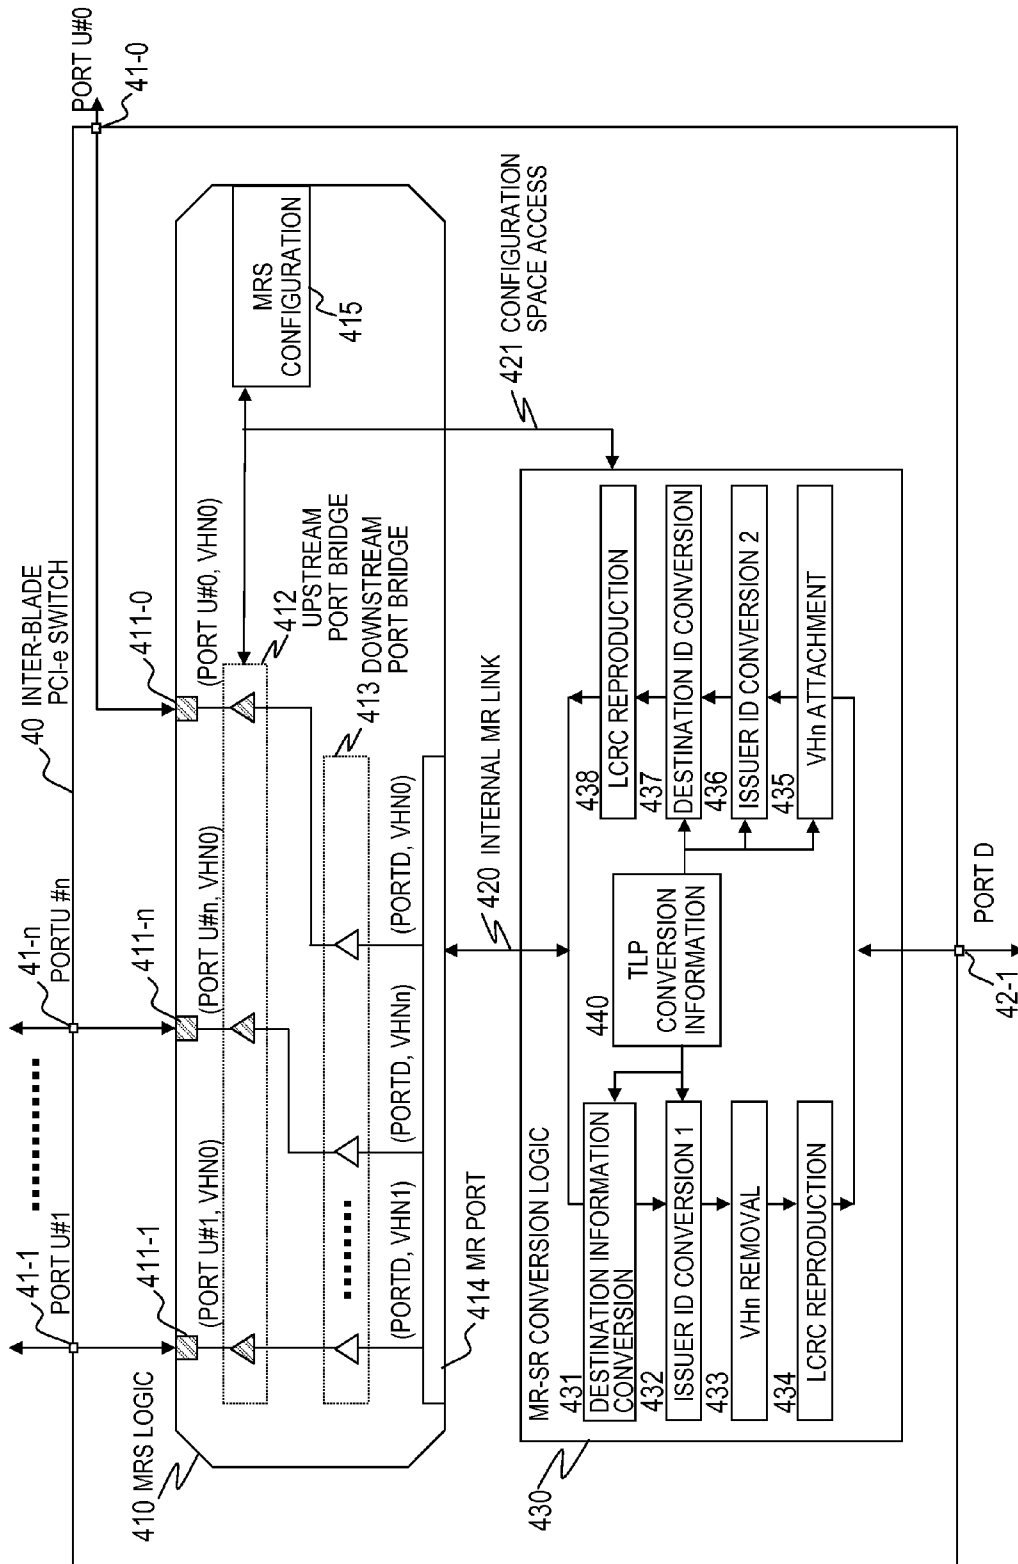 40 INTER-BLADE
PCI-e SWITCH
PORT U#0
41-0
41-1
PORT U#1
41-n
PORTU #n
411-1
411-n
411-0
410 MRS LOGIC
(PORT U#1, VHN0)
(PORT U#n, VHN0)
(PORT U#0, VHN0)
MRS
CONFIGURATION
415
412
UPSTREAM
PORT BRIDGE
413 DOWNSTREAM
PORT BRIDGE
(PORTD, VHN1)
(PORTD, VHNn)
(PORTD, VHN0)
414 MR PORT
420 INTERNAL MR LINK
421 CONFIGURATION
SPACE ACCESS
430
MR-SR CONVERSION LOGIC
431
DESTINATION INFORMATION
CONVERSION
432
ISSUER ID CONVERSION 1
433
VHn REMOVAL
434
LCRC REPRODUCTION
440
TLP
CONVERSION
INFORMATION
438
LCRC REPRODUCTION
437
DESTINATION ID CONVERSION
436
ISSUER ID CONVERSION 2
435
VHn ATTACHMENT
42-1
PORT D